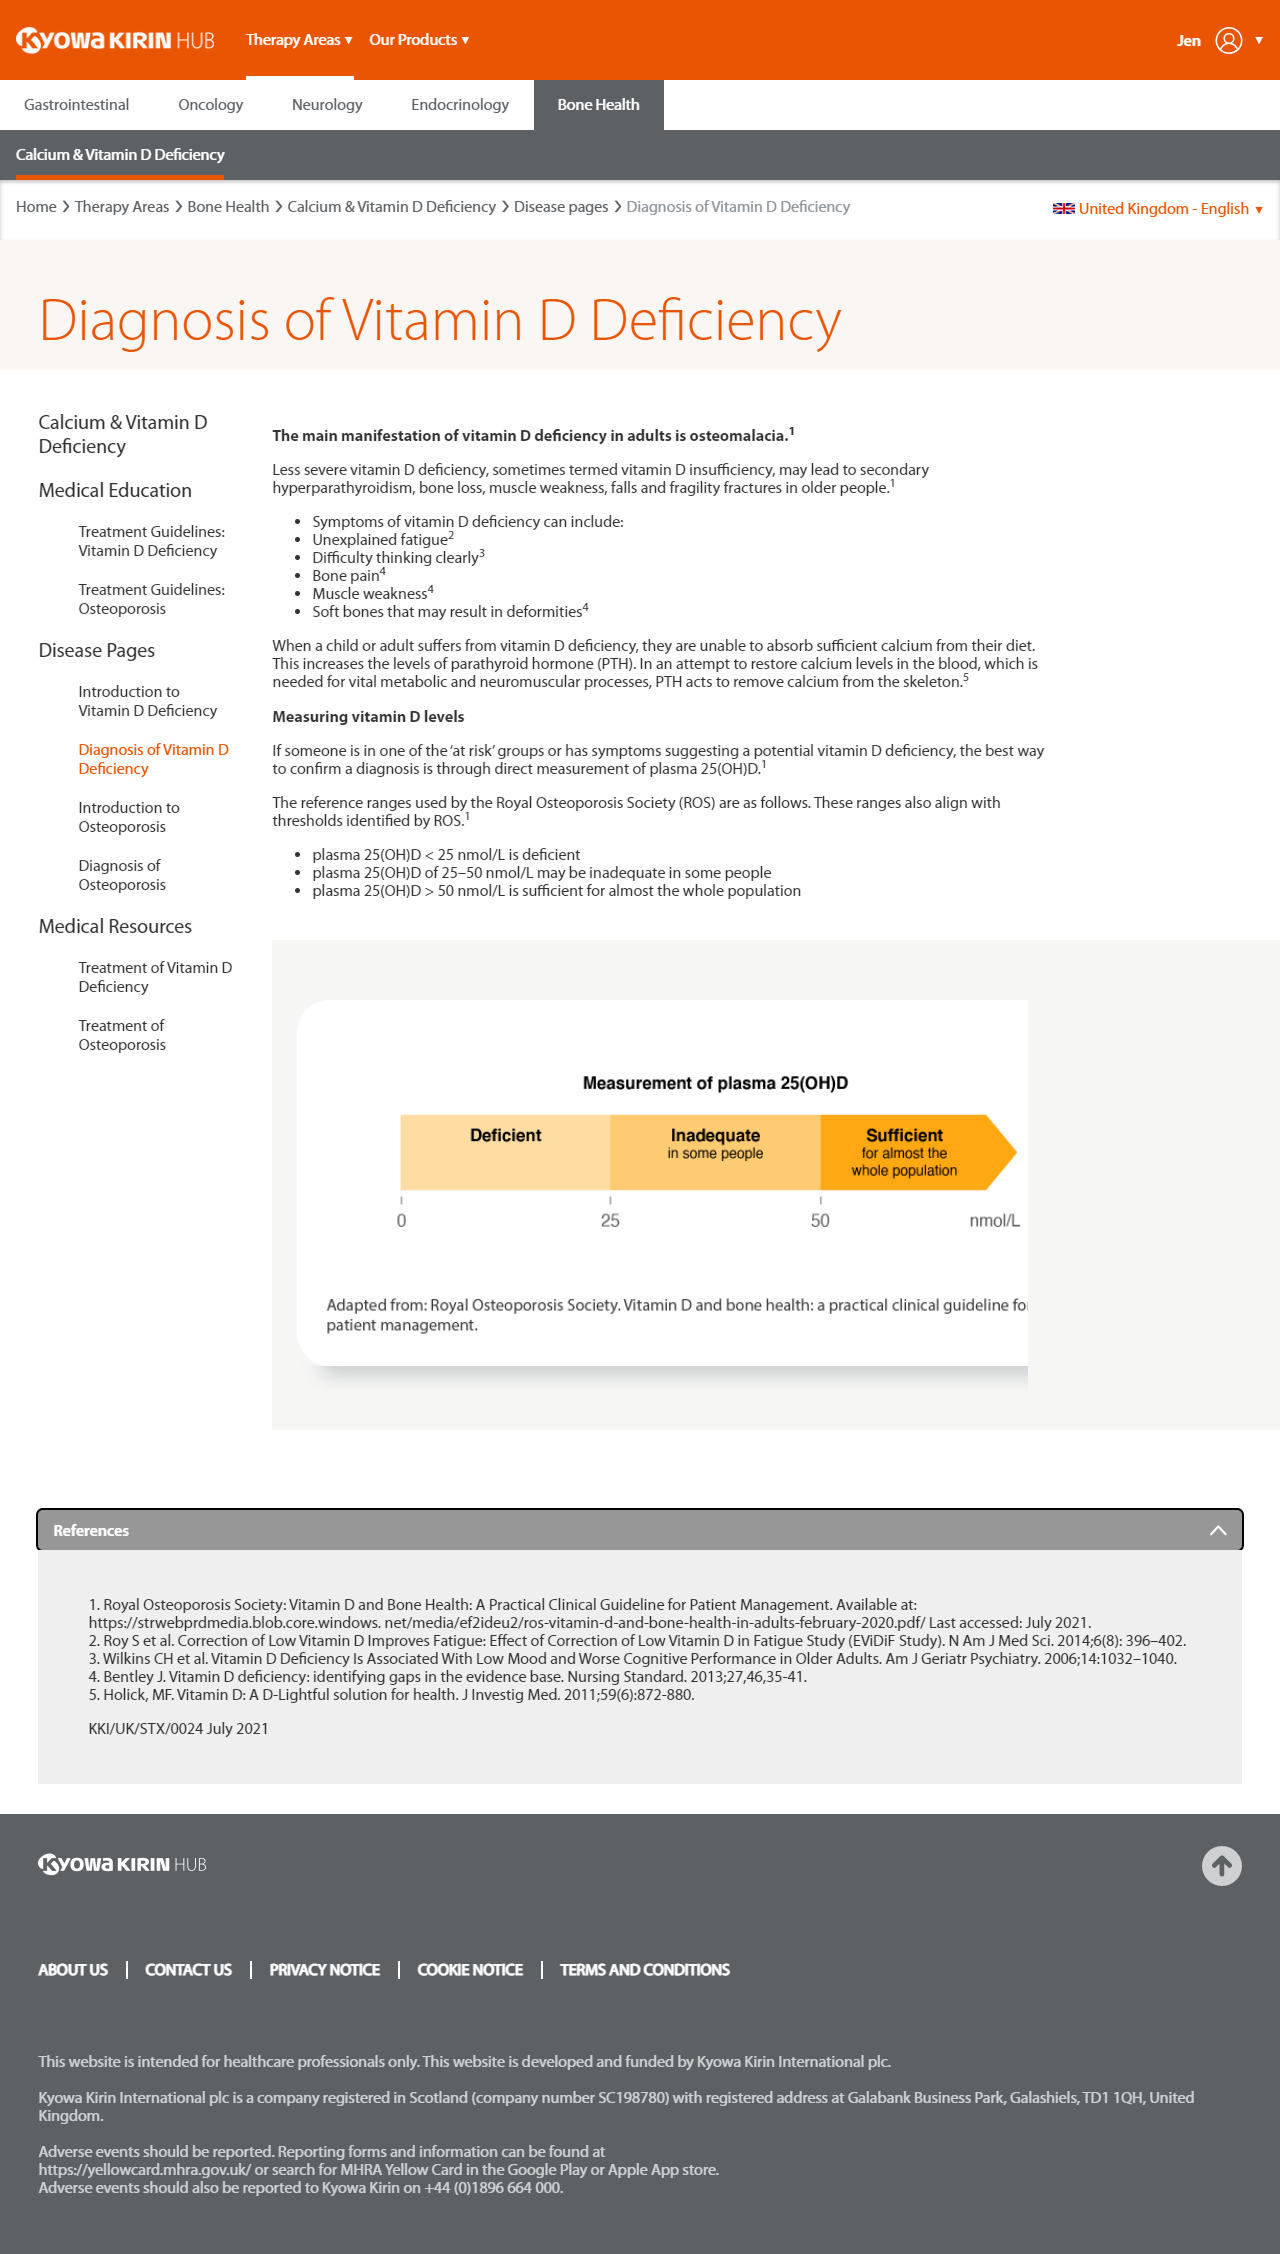 KYOWA KIRIN HUB
Therapy Areas ▼ Our Products ▼
Jen ▼
Gastrointestinal Oncology Neurology Endocrinology Bone Health
Calcium & Vitamin D Deficiency
Home > Therapy Areas > Bone Health > Calcium & Vitamin D Deficiency > Disease pages > Diagnosis of Vitamin D Deficiency
United Kingdom - English ▼
Diagnosis of Vitamin D Deficiency
Calcium & Vitamin D
Deficiency
Medical Education
Treatment Guidelines:
Vitamin D Deficiency
Treatment Guidelines:
Osteoporosis
Disease Pages
Introduction to
Vitamin D Deficiency
Diagnosis of Vitamin D
Deficiency
Introduction to
Osteoporosis
Diagnosis of
Osteoporosis
Medical Resources
Treatment of Vitamin D
Deficiency
Treatment of
Osteoporosis
The main manifestation of vitamin D deficiency in adults is osteomalacia.1
Less severe vitamin D deficiency, sometimes termed vitamin D insufficiency, may lead to secondary
hyperparathyroidism, bone loss, muscle weakness, falls and fragility fractures in older people.1
• Symptoms of vitamin D deficiency can include:
• Unexplained fatigue2
• Difficulty thinking clearly3
• Bone pain4
• Muscle weakness4
• Soft bones that may result in deformities4
When a child or adult suffers from vitamin D deficiency, they are unable to absorb sufficient calcium from their diet.
This increases the levels of parathyroid hormone (PTH). In an attempt to restore calcium levels in the blood, which is
needed for vital metabolic and neuromuscular processes, PTH acts to remove calcium from the skeleton.5
Measuring vitamin D levels
If someone is in one of the ‘at risk’ groups or has symptoms suggesting a potential vitamin D deficiency, the best way
to confirm a diagnosis is through direct measurement of plasma 25(OH)D.1
The reference ranges used by the Royal Osteoporosis Society (ROS) are as follows. These ranges also align with
thresholds identified by ROS.1
• plasma 25(OH)D < 25 nmol/L is deficient
• plasma 25(OH)D of 25–50 nmol/L may be inadequate in some people
• plasma 25(OH)D > 50 nmol/L is sufficient for almost the whole population
Measurement of plasma 25(OH)D
Deficient
Inadequate
in some people
Sufficient
for almost the
whole population
0 25 50 nmol/L
Adapted from: Royal Osteoporosis Society. Vitamin D and bone health: a practical clinical guideline for
patient management.
References
1. Royal Osteoporosis Society: Vitamin D and Bone Health: A Practical Clinical Guideline for Patient Management. Available at:
https://strwebprdmedia.blob.core.windows. net/media/ef2ideu2/ros-vitamin-d-and-bone-health-in-adults-february-2020.pdf/ Last accessed: July 2021.
2. Roy S et al. Correction of Low Vitamin D Improves Fatigue: Effect of Correction of Low Vitamin D in Fatigue Study (EViDiF Study). N Am J Med Sci. 2014;6(8): 396–402.
3. Wilkins CH et al. Vitamin D Deficiency Is Associated With Low Mood and Worse Cognitive Performance in Older Adults. Am J Geriatr Psychiatry. 2006;14:1032–1040.
4. Bentley J. Vitamin D deficiency: identifying gaps in the evidence base. Nursing Standard. 2013;27,46,35-41.
5. Holick, MF. Vitamin D: A D-Lightful solution for health. J Investig Med. 2011;59(6):872-880.
KKI/UK/STX/0024 July 2021
KYOWA KIRIN HUB
ABOUT US | CONTACT US | PRIVACY NOTICE | COOKIE NOTICE | TERMS AND CONDITIONS
This website is intended for healthcare professionals only. This website is developed and funded by Kyowa Kirin International plc.
Kyowa Kirin International plc is a company registered in Scotland (company number SC198780) with registered address at Galabank Business Park, Galashiels, TD1 1QH, United
Kingdom.
Adverse events should be reported. Reporting forms and information can be found at
https://yellowcard.mhra.gov.uk/ or search for MHRA Yellow Card in the Google Play or Apple App store.
Adverse events should also be reported to Kyowa Kirin on +44 (0)1896 664 000.